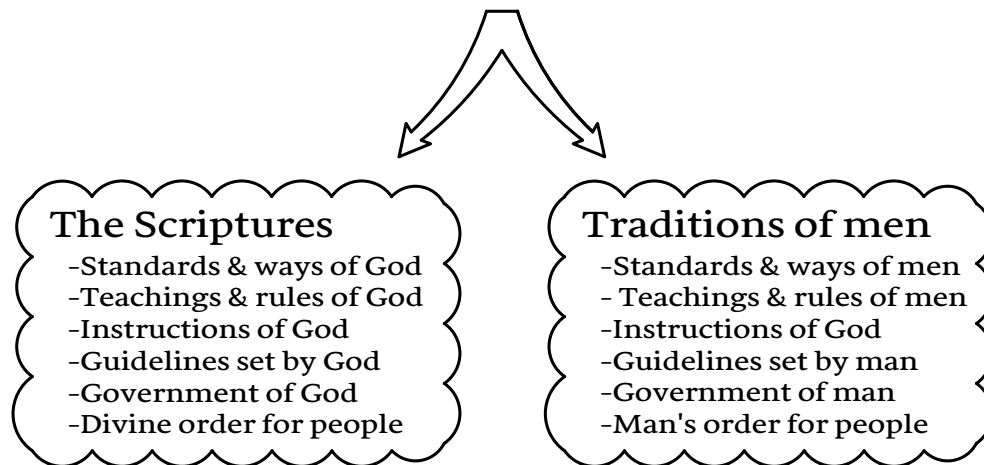 The Scriptures
-Standards & ways of God
-Teachings & rules of God
-Instructions of God
-Guidelines set by God
-Government of God
-Divine order for people
Traditions of men
-Standards & ways of men
- Teachings & rules of men
-Instructions of God
-Guidelines set by man
-Government of man
-Man's order for people